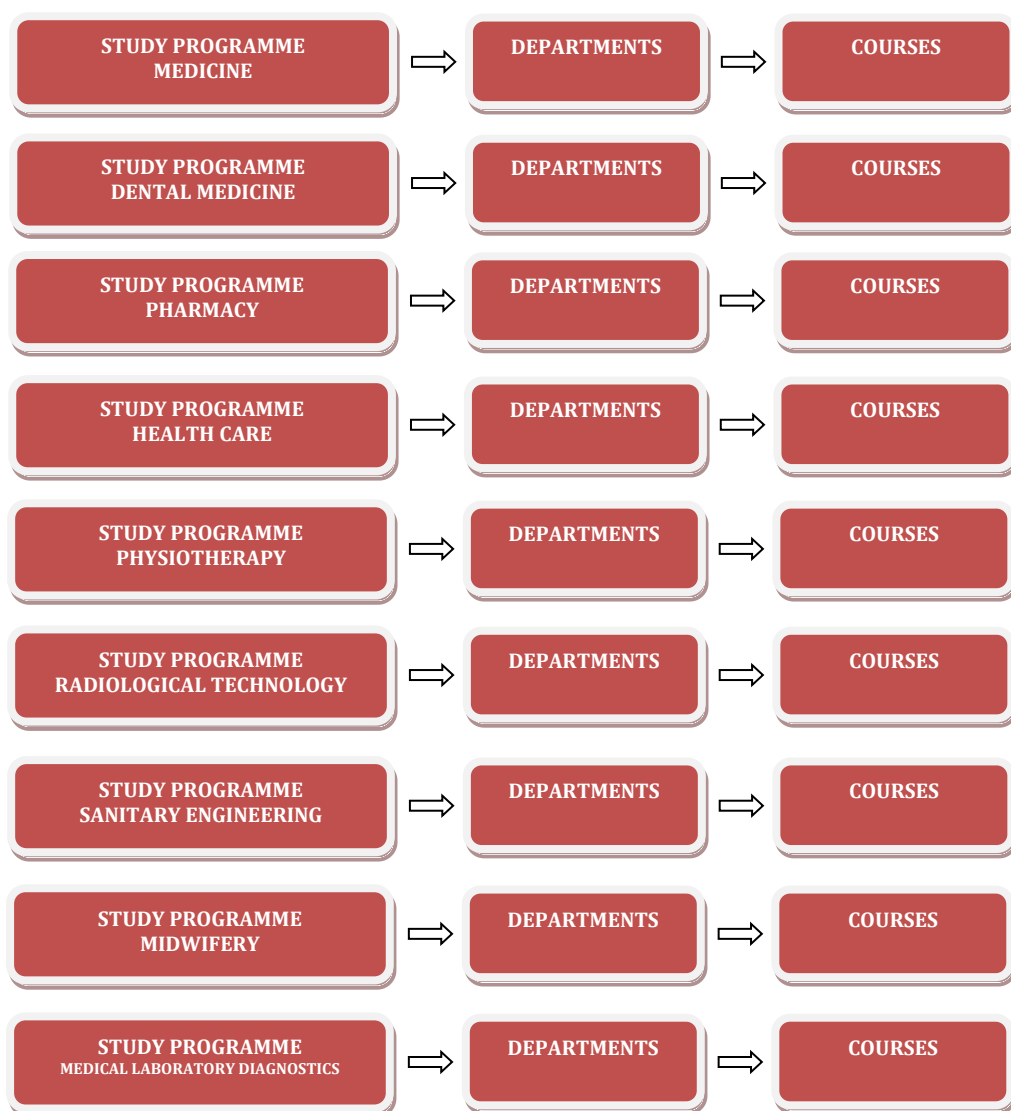 STUDY PROGRAMME
MEDICINE
DEPARTMENTS
COURSES
STUDY PROGRAMME
DENTAL MEDICINE
DEPARTMENTS
COURSES
STUDY PROGRAMME
PHARMACY
DEPARTMENTS
COURSES
STUDY PROGRAMME
HEALTH CARE
DEPARTMENTS
COURSES
STUDY PROGRAMME
PHYSIOTHERAPY
DEPARTMENTS
COURSES
STUDY PROGRAMME
RADIOLOGICAL TECHNOLOGY
DEPARTMENTS
COURSES
STUDY PROGRAMME
SANITARY ENGINEERING
DEPARTMENTS
COURSES
STUDY PROGRAMME
MIDWIFERY
DEPARTMENTS
COURSES
STUDY PROGRAMME
MEDICAL LABORATORY DIAGNOSTICS
DEPARTMENTS
COURSES